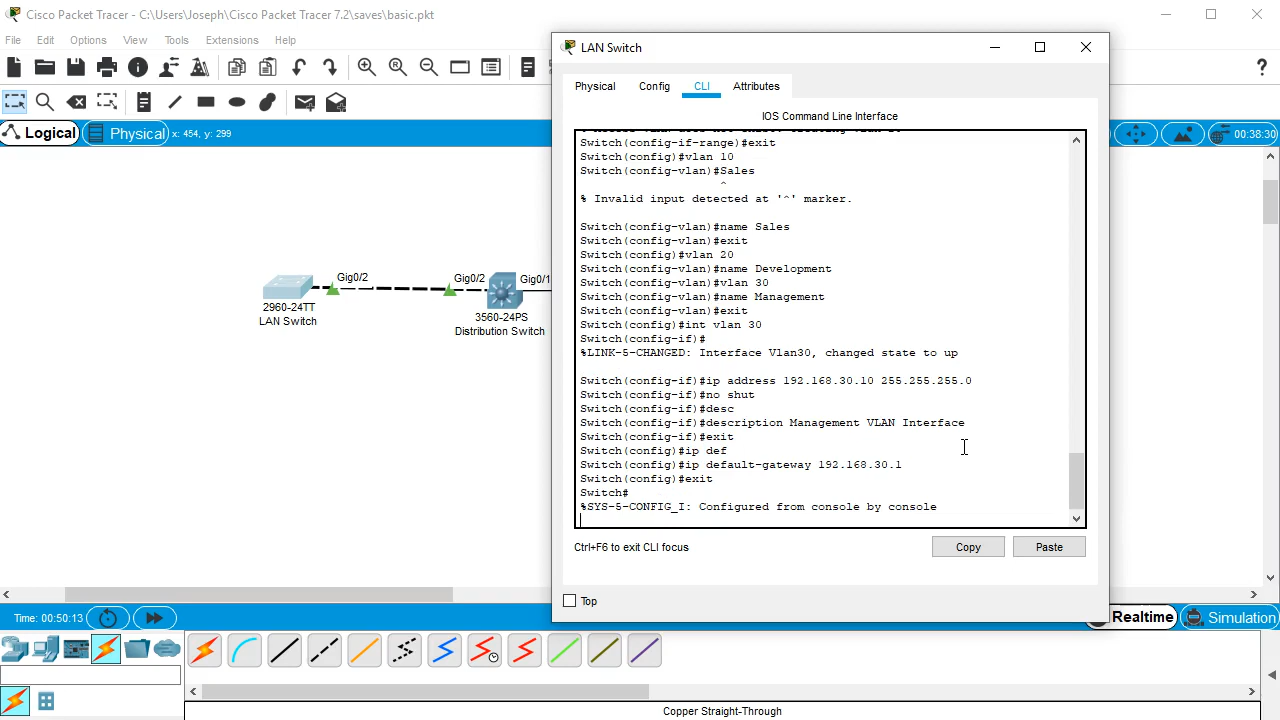 Cisco Packet Tracer - C:\Users\Joseph\Cisco Packet Tracer 7.2\saves\basic.pkt
File Edit Options View Tools Extensions Help
Logical Physical x: 454, y: 299
00:38:30
Gig0/2 Gig0/2 Gig0/1
2960-24TT
LAN Switch
3560-24PS
Distribution Switch
LAN Switch
Physical Config CLI Attributes
IOS Command Line Interface
Switch(config-if-range)#exit
Switch(config)#vlan 10
Switch(config-vlan)#Sales
^
% Invalid input detected at '^' marker.
Switch(config-vlan)#name Sales
Switch(config-vlan)#exit
Switch(config)#vlan 20
Switch(config-vlan)#name Development
Switch(config-vlan)#vlan 30
Switch(config-vlan)#name Management
Switch(config-vlan)#exit
Switch(config)#int vlan 30
Switch(config-if)#
%LINK-5-CHANGED: Interface Vlan30, changed state to up
Switch(config-if)#ip address 192.168.30.10 255.255.255.0
Switch(config-if)#no shut
Switch(config-if)#desc
Switch(config-if)#description Management VLAN Interface
Switch(config-if)#exit
Switch(config)#ip def
Switch(config)#ip default-gateway 192.168.30.1
Switch(config)#exit
Switch#
%SYS-5-CONFIG_I: Configured from console by console
Ctrl+F6 to exit CLI focus
Copy Paste
Top
Time: 00:50:13
Realtime Simulation
Copper Straight-Through